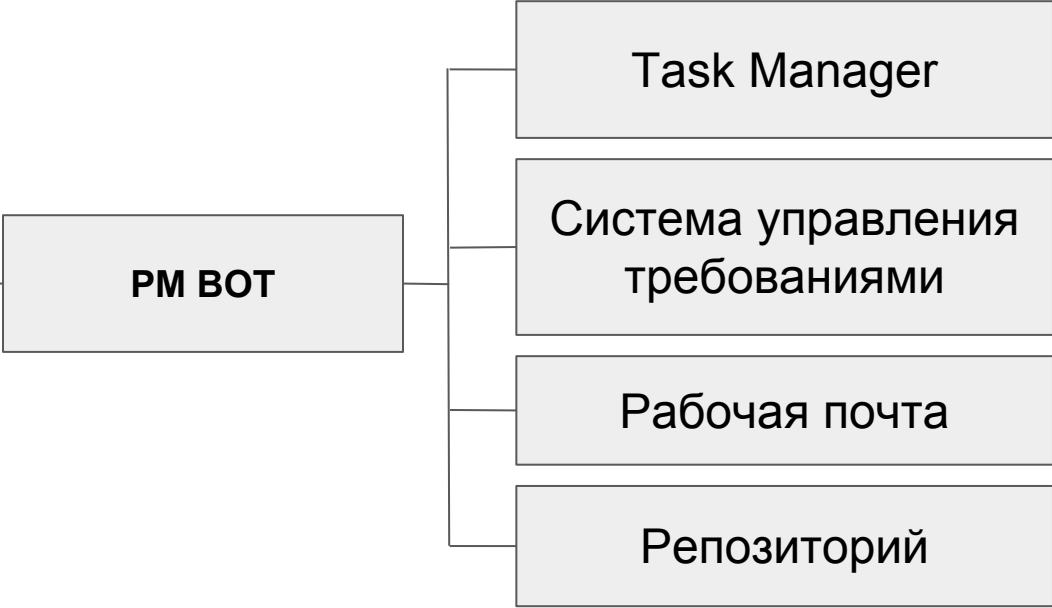 Task Manager
Система управления
требованиями
PM BOT
Рабочая почта
Репозиторий